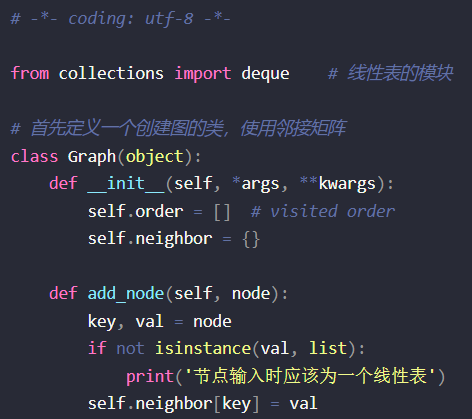 # -*- coding: utf-8 -*-
from collections import deque    # 线性表的模块
# 首先定义一个创建图的类，使用邻接矩阵
class Graph(object):
    def __init__(self, *args, **kwargs):
        self.order = []  # visited order
        self.neighbor = {}
    def add_node(self, node):
        key, val = node
        if not isinstance(val, list):
            print('节点输入时应该为一个线性表')
        self.neighbor[key] = val